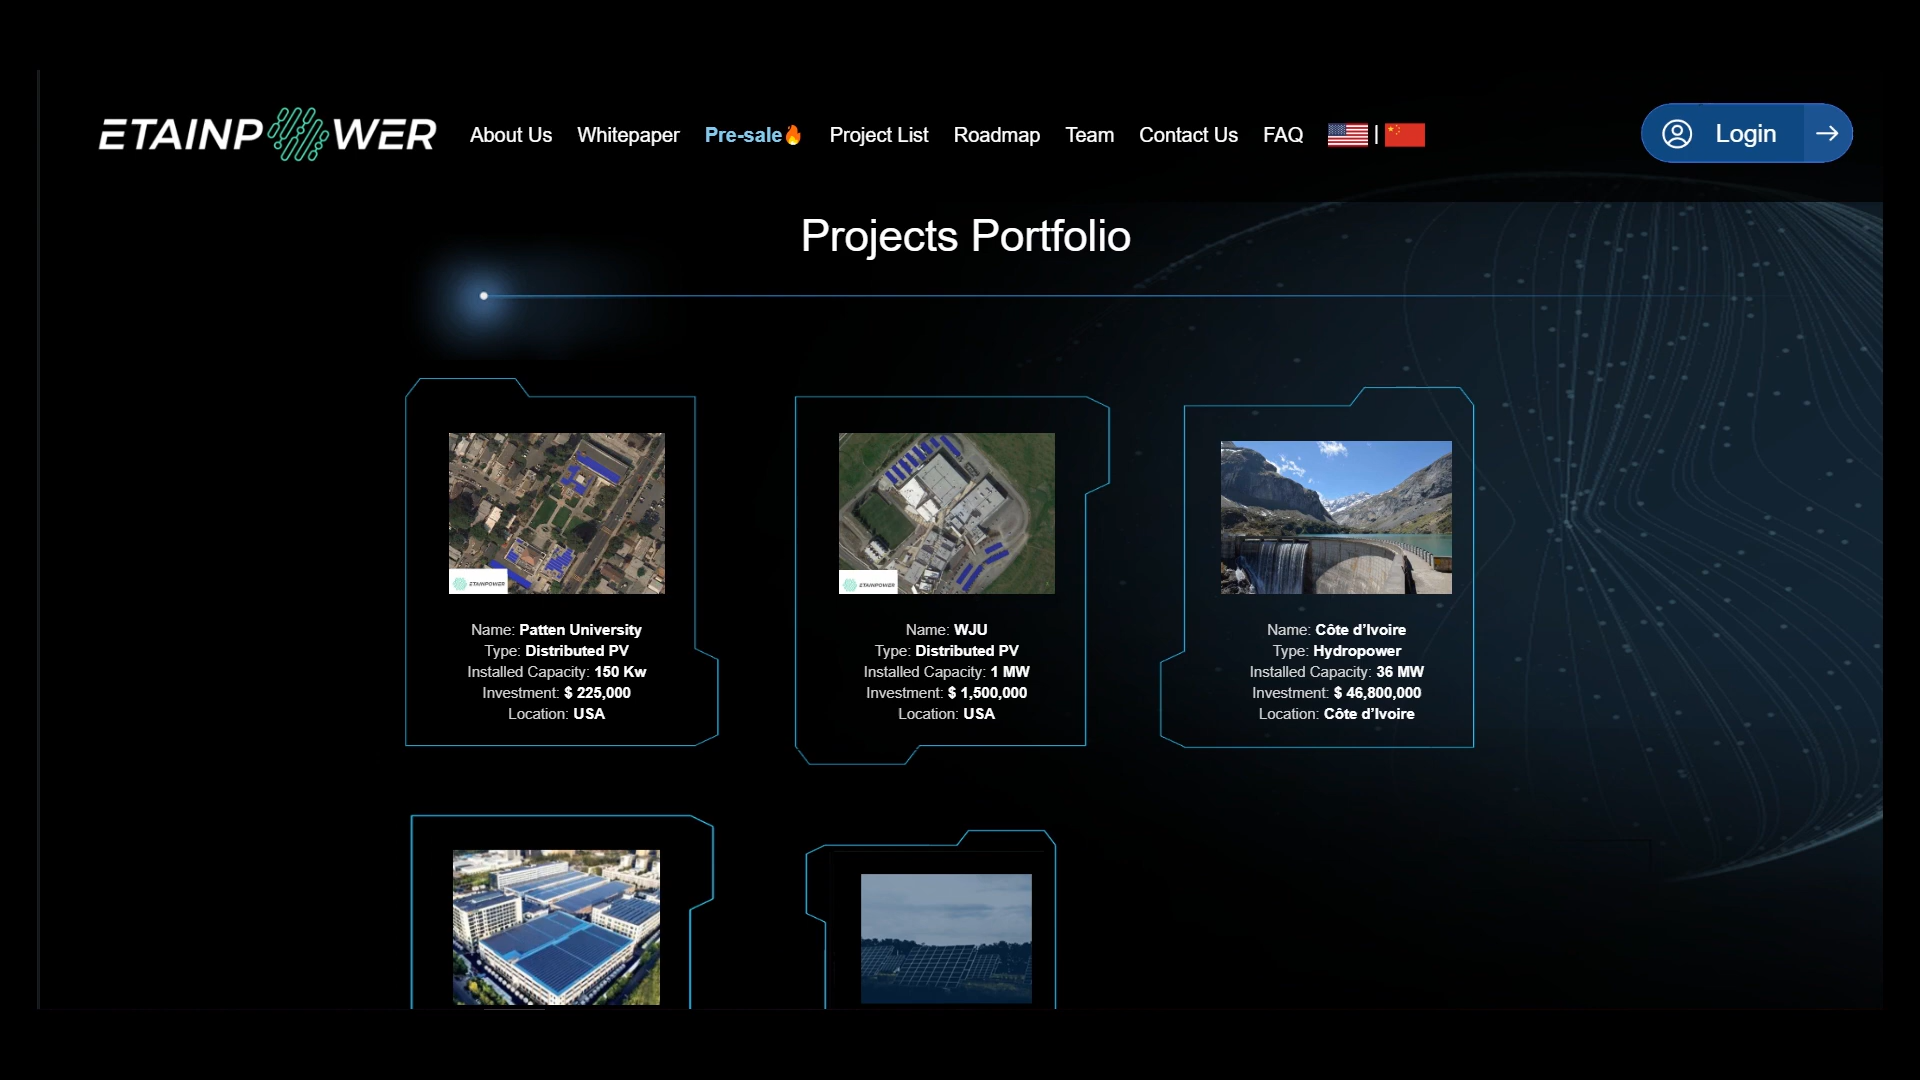 ETAINPOWER
About Us
Whitepaper
Pre-sale🔥
Project List
Roadmap
Team
Contact Us
FAQ
|
Login
Projects Portfolio
ETAINPOWER
Name: Patten University
Type: Distributed PV
Installed Capacity: 150 Kw
Investment: $ 225,000
Location: USA
ETAINPOWER
Name: WJU
Type: Distributed PV
Installed Capacity: 1 MW
Investment: $ 1,500,000
Location: USA
Name: Côte d’Ivoire
Type: Hydropower
Installed Capacity: 36 MW
Investment: $ 46,800,000
Location: Côte d’Ivoire